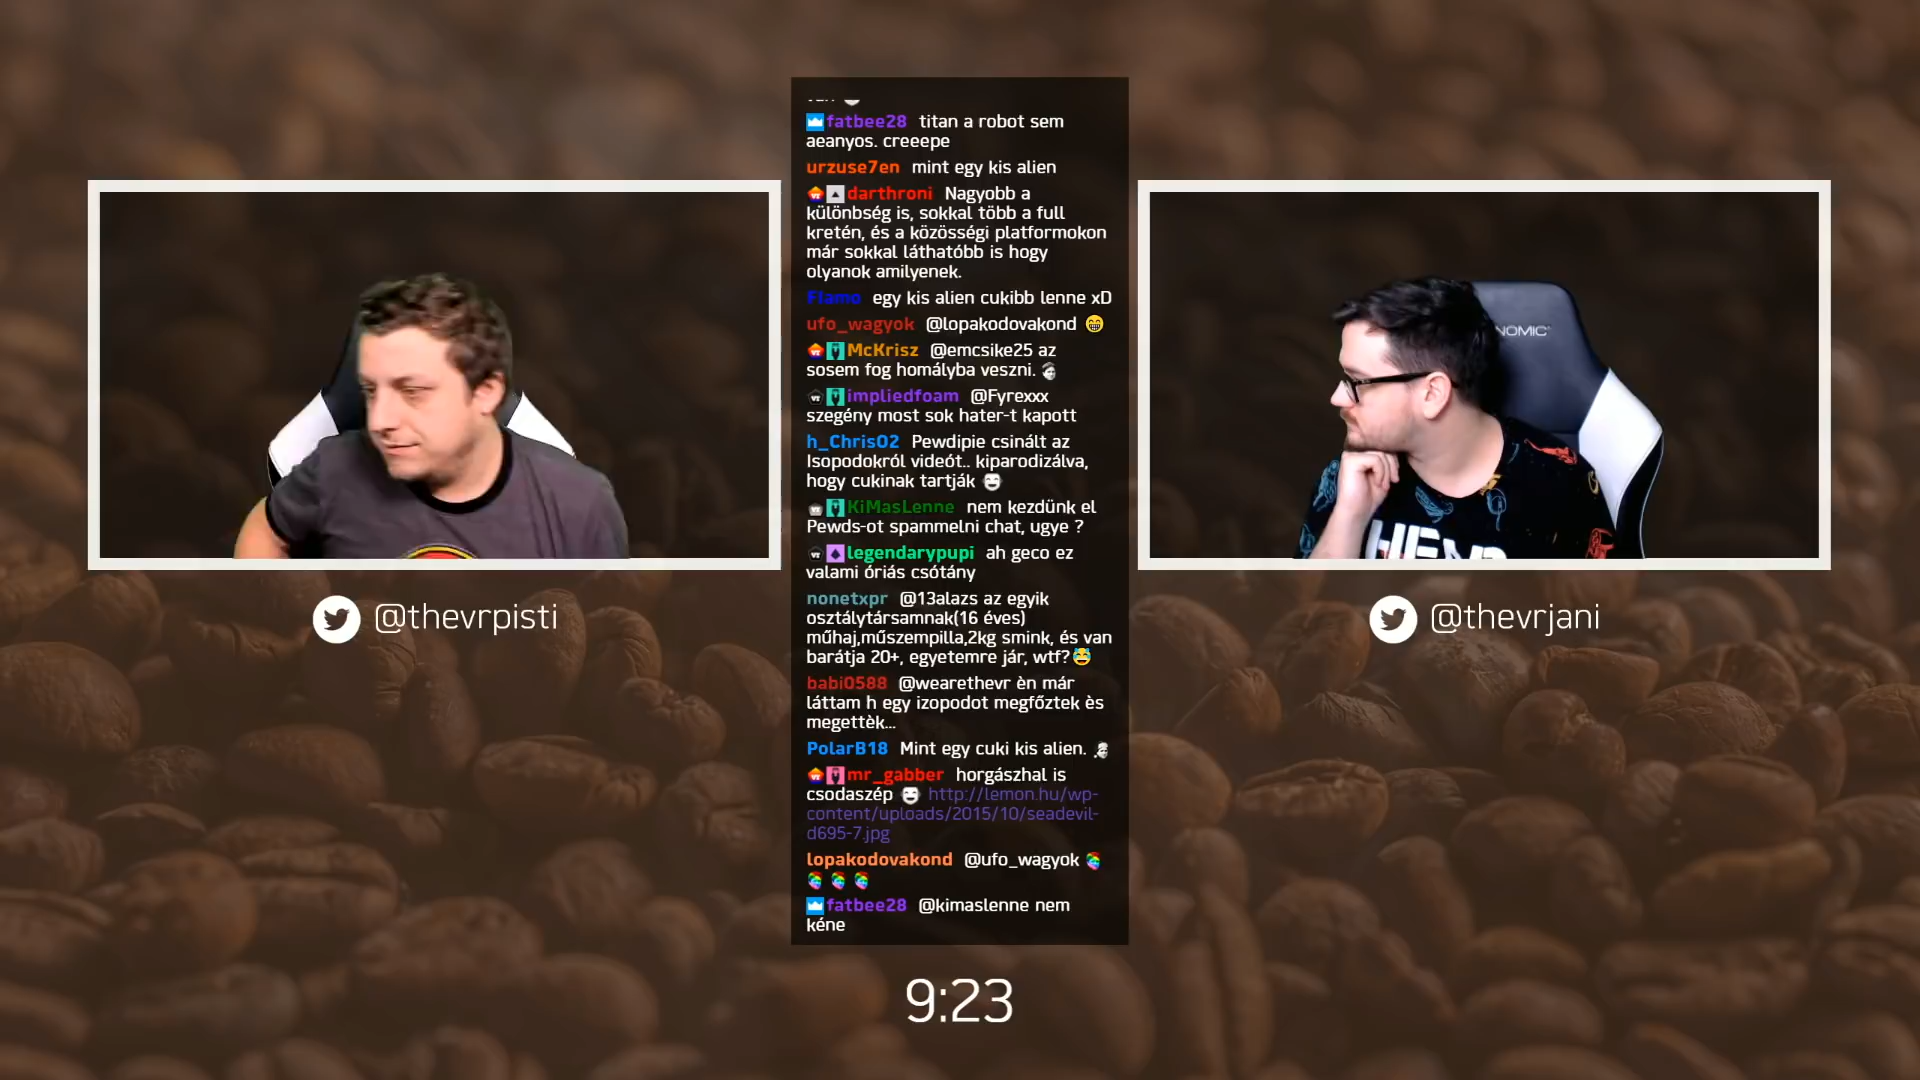 fatbee28 titan a robot sem
aeanyos. creeepe
urzuse7en mint egy kis alien
darthroni Nagyobb a
különbség is, sokkal több a full
kretén, és a közösségi platformokon
már sokkal láthatóbb is hogy
olyanok amilyenek.
Flamo egy kis alien cukibb lenne xD
ufo_wagyok @lopakodovakond
McKrisz @emcsike25 az
sosem fog homályba veszni.
impliedfoam @Fyrexxx
szegény most sok hater-t kapott
h_Chris02 Pewdipie csinált az
Isopodokról videót.. kiparodizálva,
hogy cukinak tartják
KiMasLenne nem kezdünk el
Pewds-ot spammelni chat, ugye ?
legendarypupi ah geco ez
valami óriás csótány
nonetxpr @13alazs az egyik
osztálytársamnak(16 éves)
műhaj,műszempilla,2kg smink, és van
barátja 20+, egyetemre jár, wtf?
babi0588 @wearethevr èn már
láttam h egy izopodot megfőztek ès
megettèk...
PolarB18 Mint egy cuki kis alien.
mr_gabber horgászhal is
csodaszép http://lemon.hu/wp-
content/uploads/2015/10/seadevil-
d695-7.jpg
lopakodovakond @ufo_wagyok
fatbee28 @kimaslenne nem
kéne
NOMIC
@thevrpisti
@thevrjani
9:23